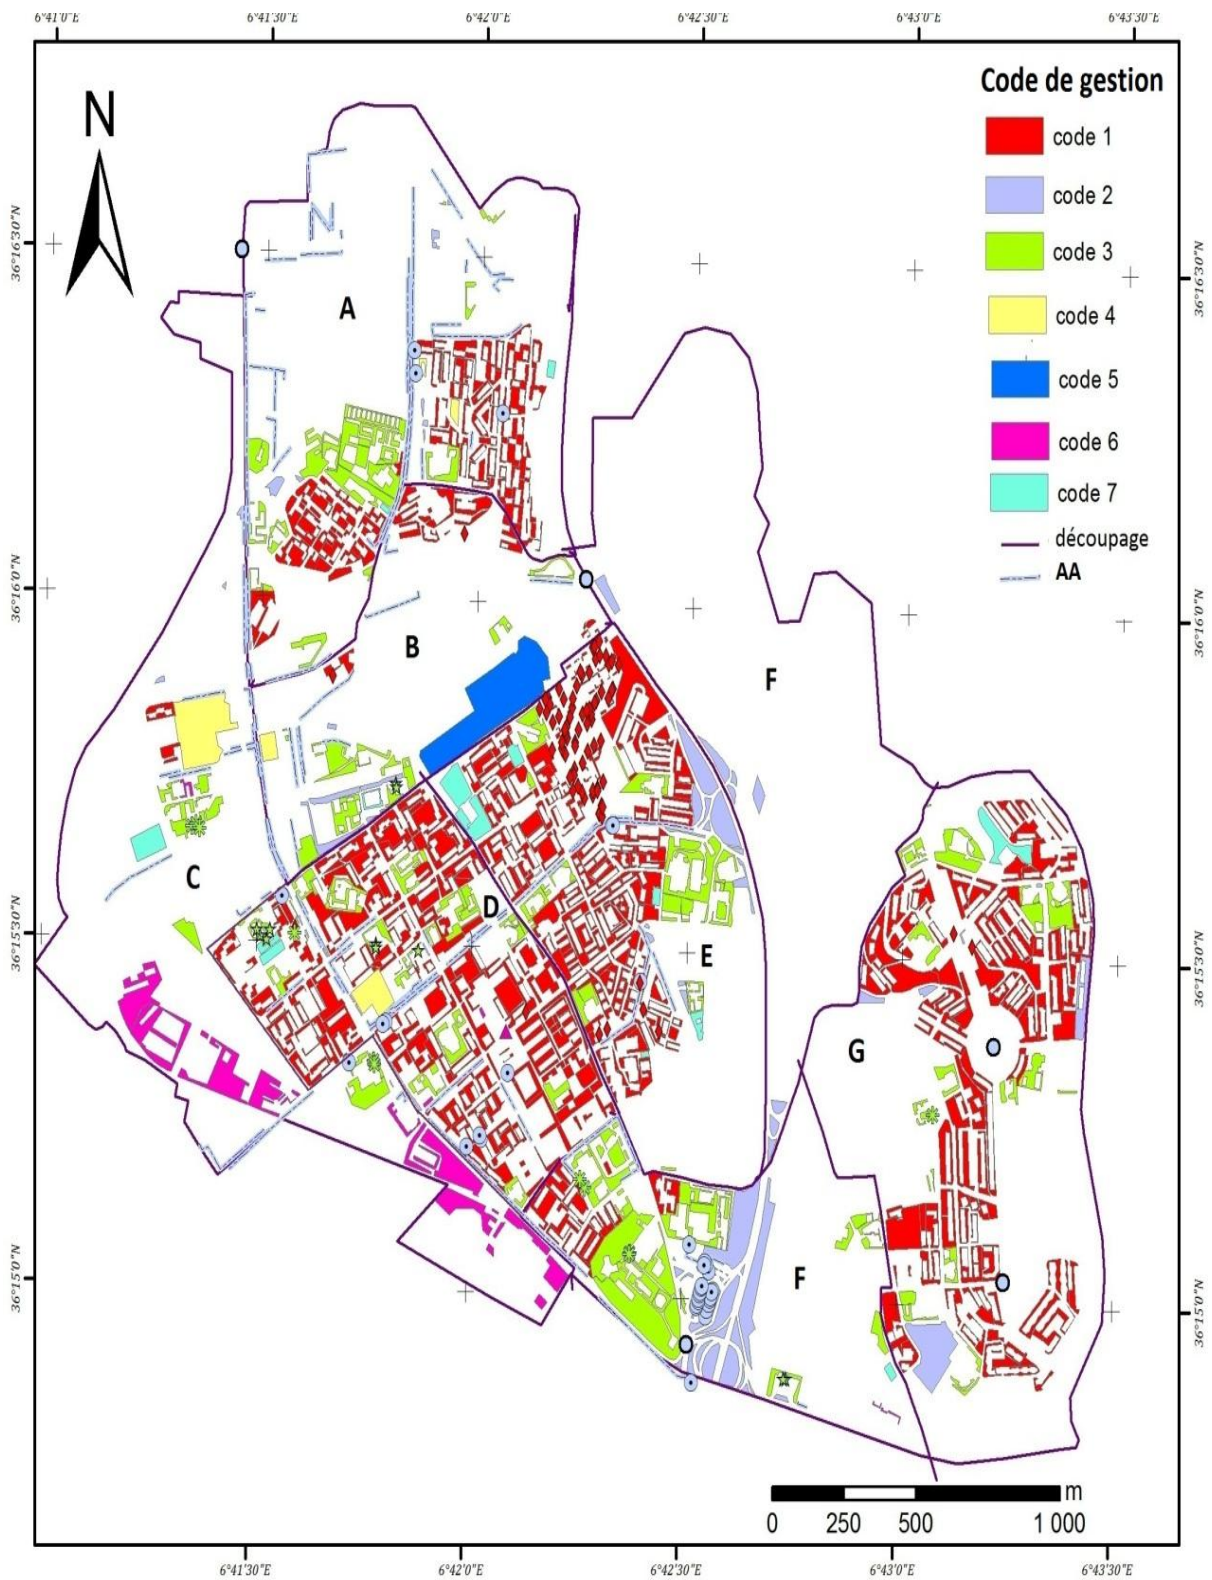 6°41'0"E 6°41'30"E 6°42'0"E 6°42'30"E 6°43'0"E 6°43'30"E
Code de gestion
N
code 1
code 2
36°16'30"N
36°16'30"N
code 3
A
code 4
code 5
code 6
code 7
découpage
AA
36°16'0"N
36°16'0"N
B
F
C
D
E
36°15'30"N
36°15'30"N
G
F
36°15'0"N
36°15'0"N
m
0 250 500 1 000
6°41'30"E 6°42'0"E 6°42'30"E 6°43'0"E 6°43'30"E